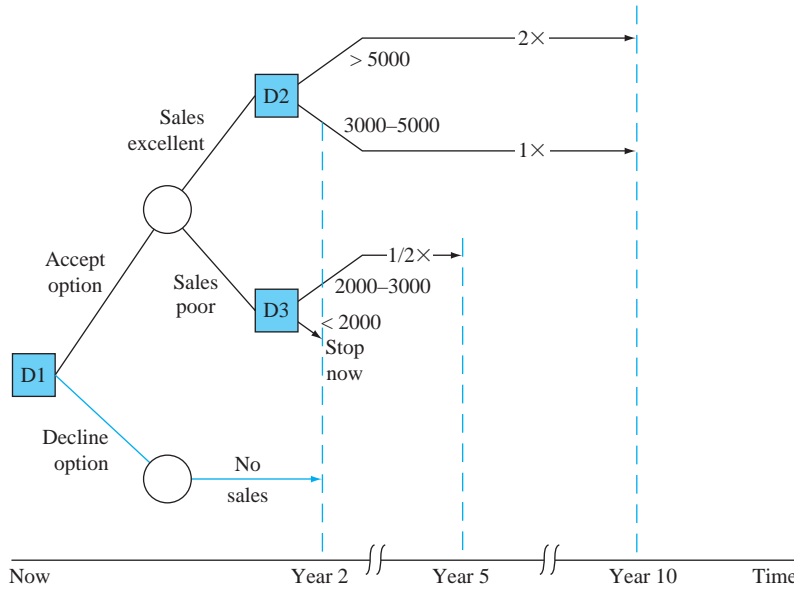 2×
> 5000
D2
Sales
excellent
3000–5000
1×
Accept
option
Sales
poor
1/2×
2000–3000
D3
< 2000
Stop
now
D1
Decline
option
No
sales
Now
Year 2
Year 5
Year 10
Time